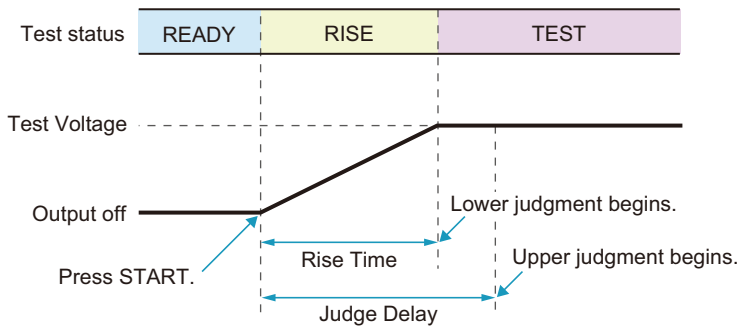 Test status
READY
RISE
TEST
Test Voltage
Output off
Lower judgment begins.
Rise Time
Upper judgment begins.
Press START.
Judge Delay